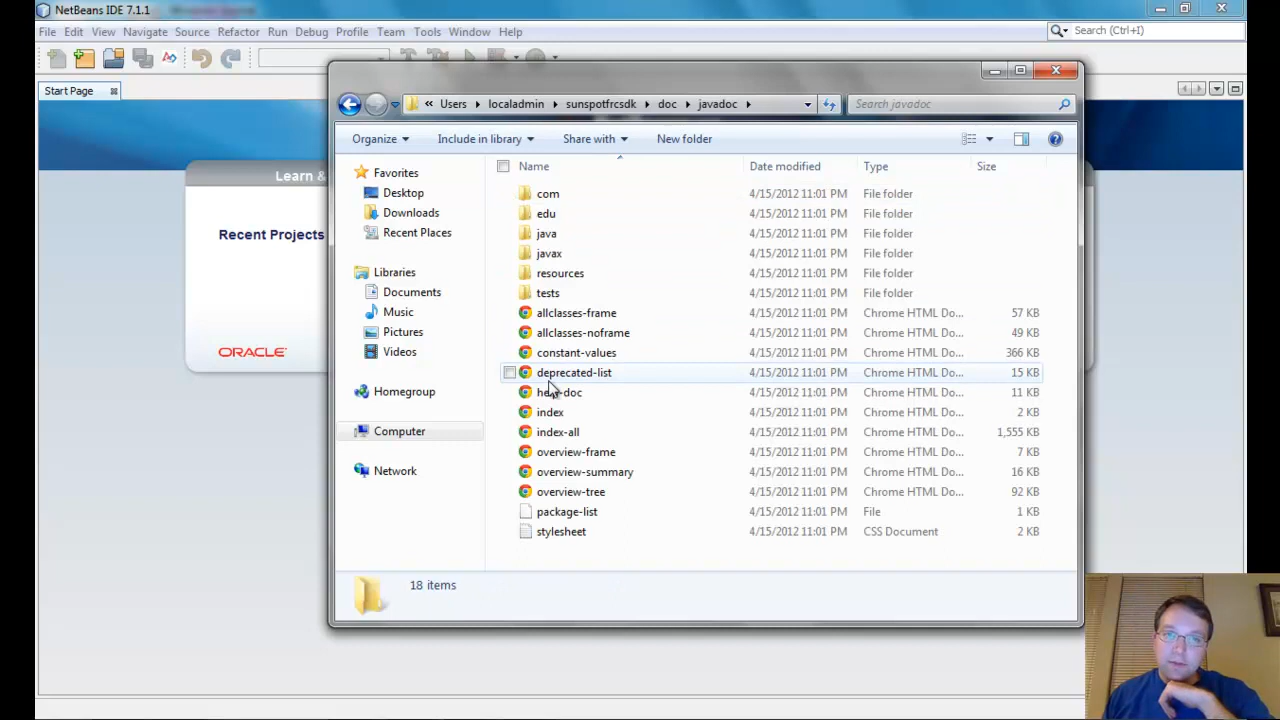 NetBeans IDE 7.1.1
File Edit View Navigate Source Refactor Run Debug Profile Team Tools Window Help
Search (Ctrl+I)
Start Page
« Users localadmin sunspotfrcsdk doc javadoc
Search javadoc
Organize Include in library Share with New folder
Name Date modified Type Size
Favorites
Desktop
Downloads
Recent Places
Libraries
Documents
Music
Pictures
Videos
Homegroup
Computer
Network
com 4/15/2012 11:01 PM File folder
edu 4/15/2012 11:01 PM File folder
java 4/15/2012 11:01 PM File folder
javax 4/15/2012 11:01 PM File folder
resources 4/15/2012 11:01 PM File folder
tests 4/15/2012 11:01 PM File folder
allclasses-frame 4/15/2012 11:01 PM Chrome HTML Do... 57 KB
allclasses-noframe 4/15/2012 11:01 PM Chrome HTML Do... 49 KB
constant-values 4/15/2012 11:01 PM Chrome HTML Do... 366 KB
deprecated-list 4/15/2012 11:01 PM Chrome HTML Do... 15 KB
help-doc 4/15/2012 11:01 PM Chrome HTML Do... 11 KB
index 4/15/2012 11:01 PM Chrome HTML Do... 2 KB
index-all 4/15/2012 11:01 PM Chrome HTML Do... 1,555 KB
overview-frame 4/15/2012 11:01 PM Chrome HTML Do... 7 KB
overview-summary 4/15/2012 11:01 PM Chrome HTML Do... 16 KB
overview-tree 4/15/2012 11:01 PM Chrome HTML Do... 92 KB
package-list 4/15/2012 11:01 PM File 1 KB
stylesheet 4/15/2012 11:01 PM CSS Document 2 KB
18 items
Learn &
Recent Projects
ORACLE